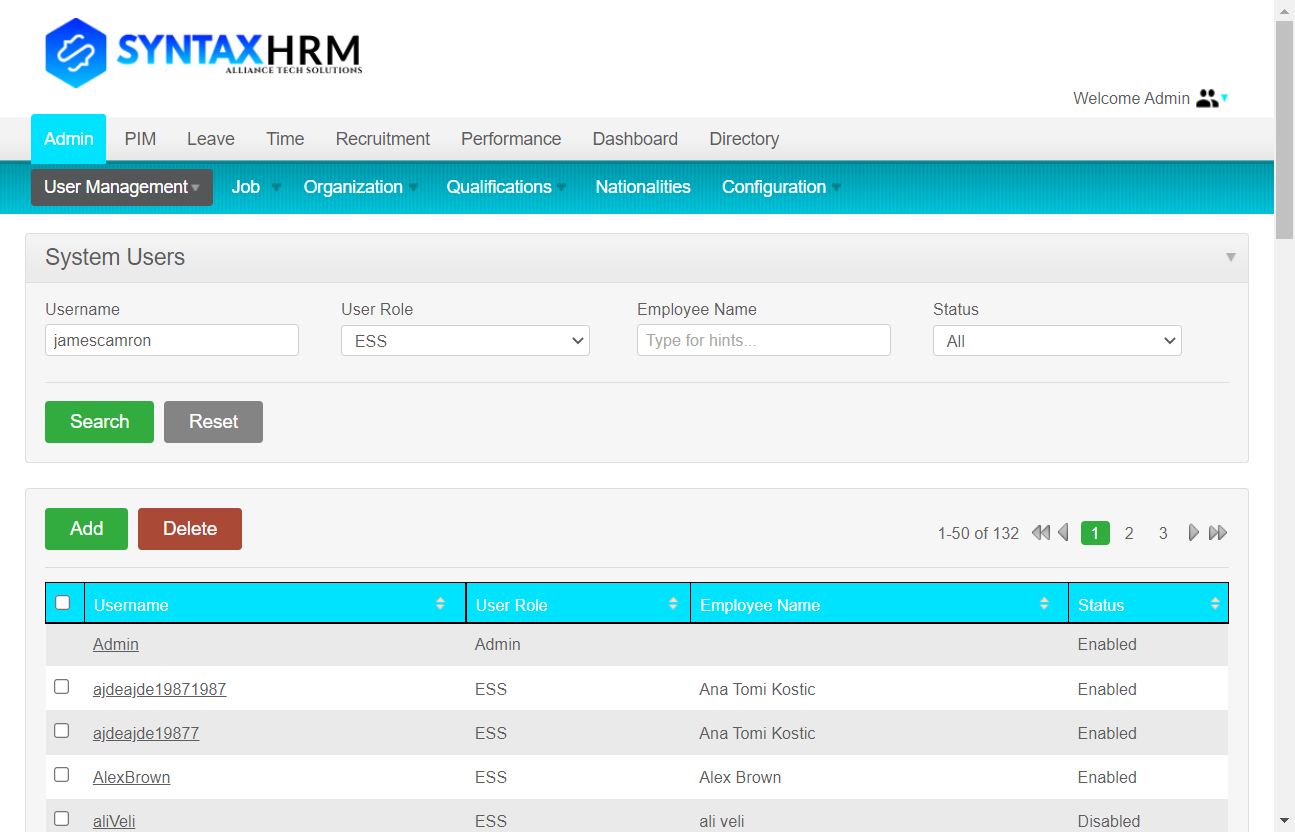 SYNTAXHRM
ALLIANCE TECH SOLUTIONS
Welcome Admin
Admin PIM Leave Time Recruitment Performance Dashboard Directory
User Management Job Organization Qualifications Nationalities Configuration
System Users
Username User Role Employee Name Status
jamescamron ESS Type for hints... All
Search Reset
Add Delete 1-50 of 132 1 2 3
Username User Role Employee Name Status
Admin Admin Enabled
ajdeajde19871987 ESS Ana Tomi Kostic Enabled
ajdeajde19877 ESS Ana Tomi Kostic Enabled
AlexBrown ESS Alex Brown Enabled
aliVeli ESS ali veli Disabled